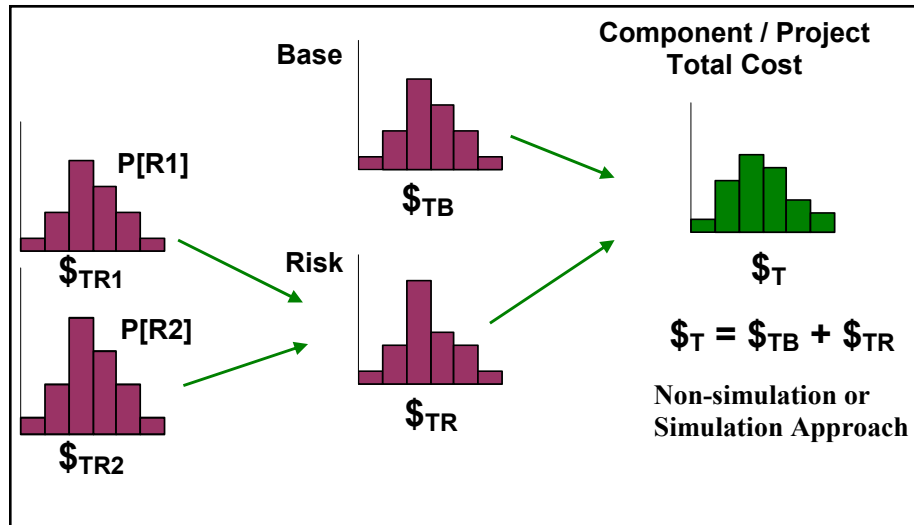 Component / Project
Total Cost
Base
P[R1]
$TB
$TR1
Risk
$T
P[R2]
$T = $TB + $TR
$TR
Non-simulation or
Simulation Approach
$TR2